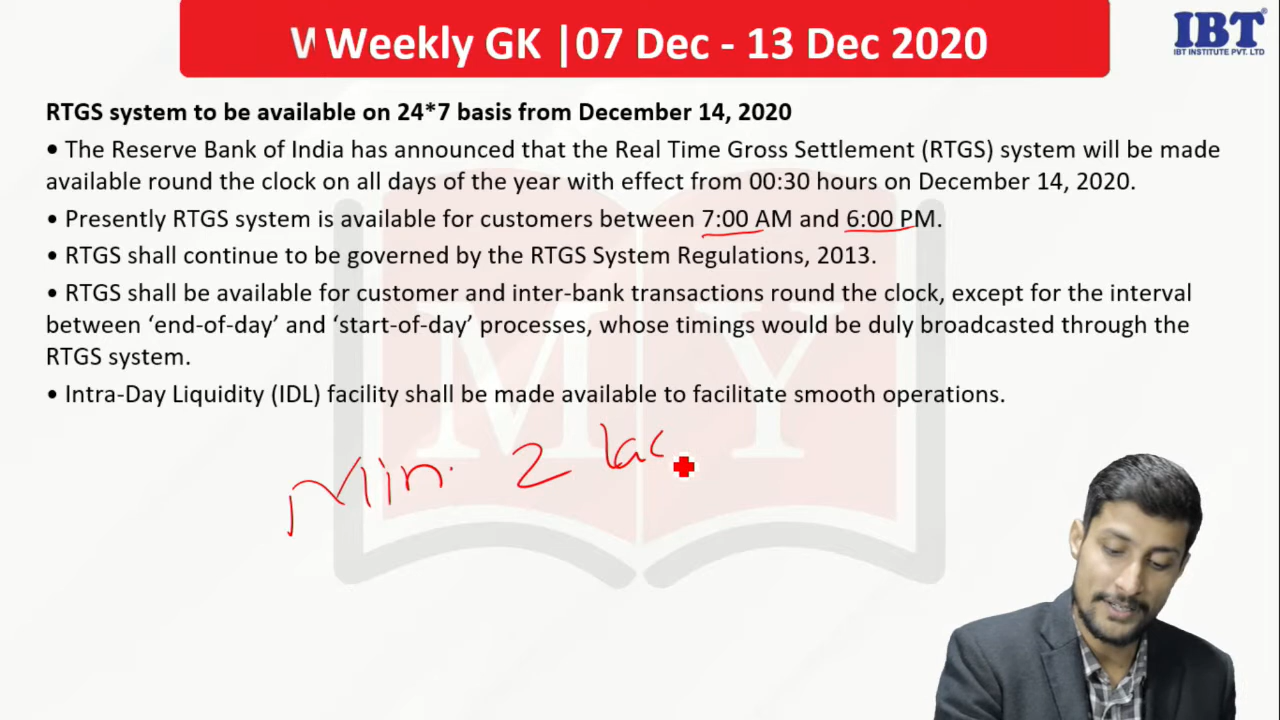 W Weekly GK |07 Dec - 13 Dec 2020
IBT
IBT INSTITUTE PVT. LTD
RTGS system to be available on 24*7 basis from December 14, 2020
• The Reserve Bank of India has announced that the Real Time Gross Settlement (RTGS) system will be made
available round the clock on all days of the year with effect from 00:30 hours on December 14, 2020.
• Presently RTGS system is available for customers between 7:00 AM and 6:00 PM.
• RTGS shall continue to be governed by the RTGS System Regulations, 2013.
• RTGS shall be available for customer and inter-bank transactions round the clock, except for the interval
between ‘end-of-day’ and ‘start-of-day’ processes, whose timings would be duly broadcasted through the
RTGS system.
• Intra-Day Liquidity (IDL) facility shall be made available to facilitate smooth operations.
Min. 2 lac
M Y